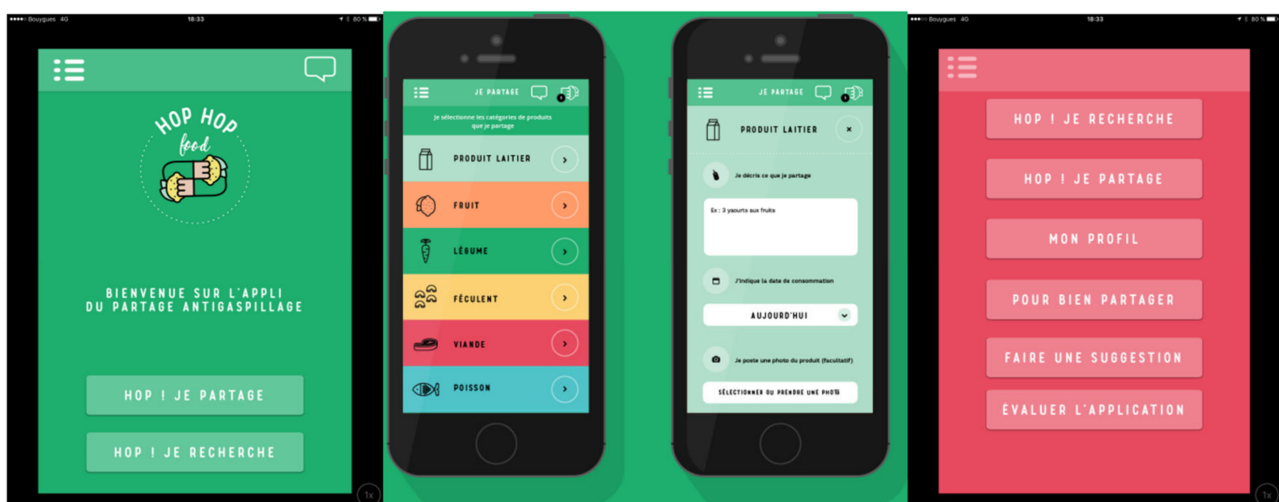 Bouygues 4G
18:33
80 %
HOP HOP
food
BIENVENUE SUR L'APPLI
DU PARTAGE ANTIGASPILLAGE
HOP ! JE PARTAGE
HOP ! JE RECHERCHE
1x
JE PARTAGE
Je sélectionne les catégories de produits
que je partage
PRODUIT LAITIER
FRUIT
LÉGUME
FÉCULENT
VIANDE
POISSON
JE PARTAGE
PRODUIT LAITIER
Je décris ce que je partage
Ex : 3 yaourts aux fruits
J'indique la date de consommation
AUJOURD'HUI
Je poste une photo du produit (facultatif)
SÉLECTIONNER OU PRENDRE UNE PHOTO
Bouygues 4G
18:33
80 %
HOP ! JE RECHERCHE
HOP ! JE PARTAGE
MON PROFIL
POUR BIEN PARTAGER
FAIRE UNE SUGGESTION
ÉVALUER L'APPLICATION
1x